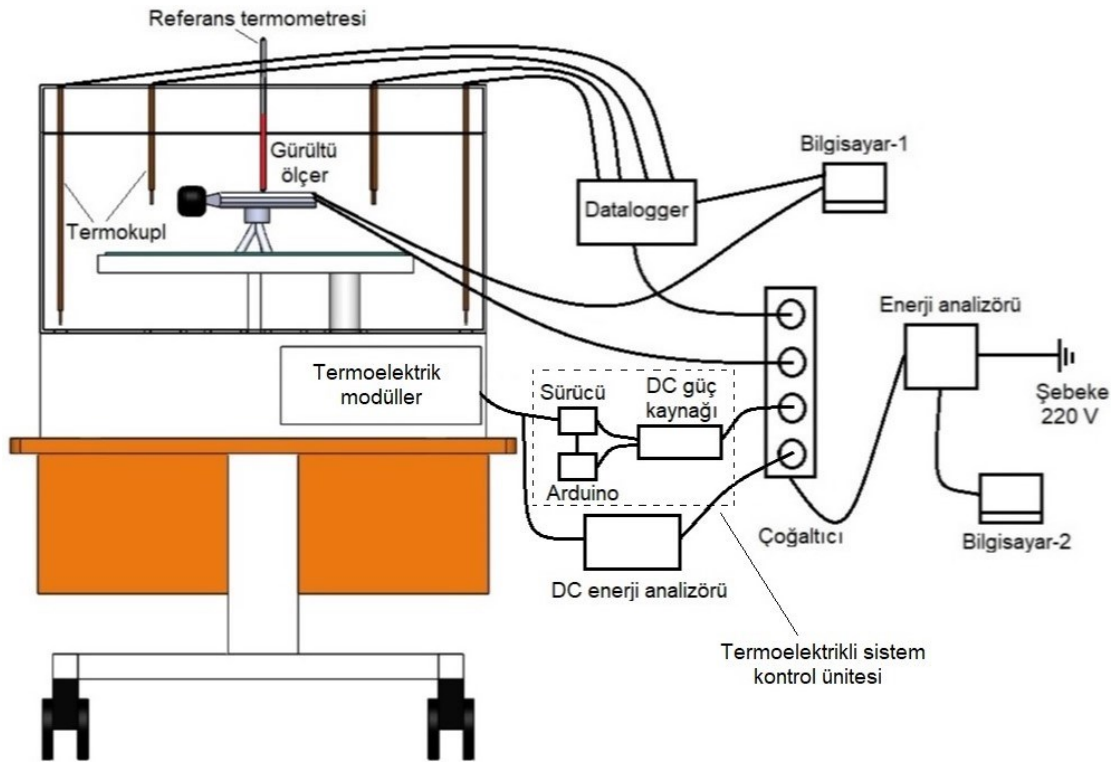 Referans termometresi
Gürültü
ölçer
Termokupl
Bilgisayar-1
Datalogger
Enerji analizörü
Şebeke
220 V
Termoelektrik
modüller
Sürücü
DC güç
kaynağı
Arduino
Çoğaltıcı
Bilgisayar-2
DC enerji analizörü
Termoelektrikli sistem
kontrol ünitesi